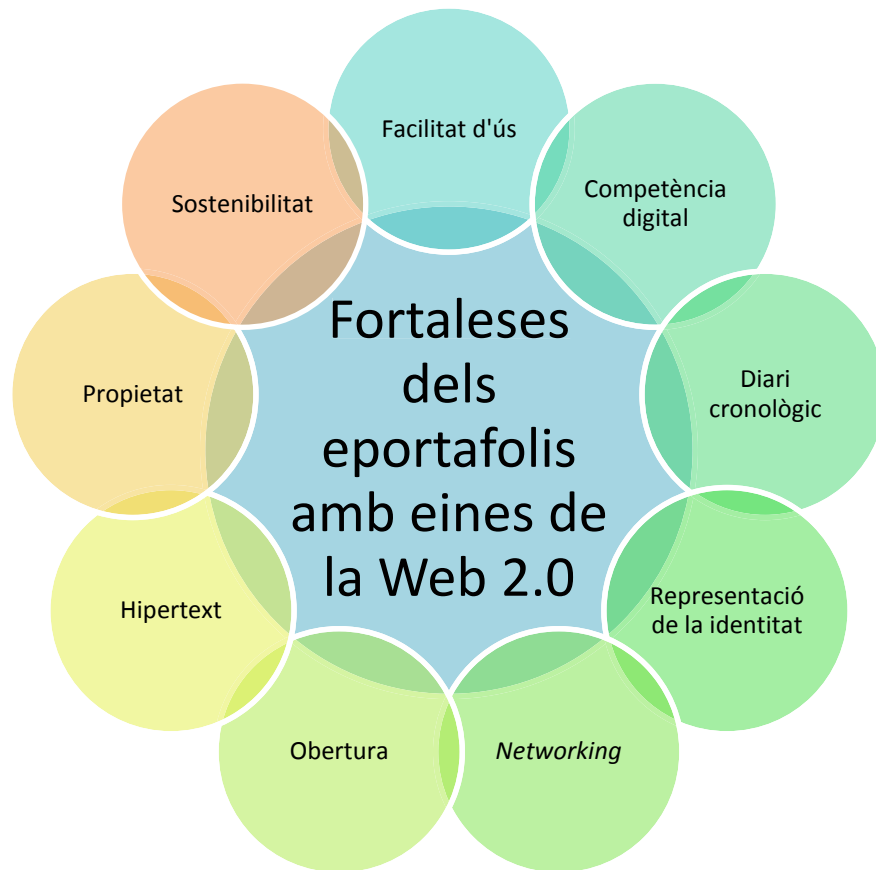 Facilitat d'ús
Competència
digital
Diari
cronològic
Representació
de la identitat
Networking
Obertura
Hipertext
Propietat
Sostenibilitat
Fortaleses
dels
eportafolis
amb eines de
la Web 2.0